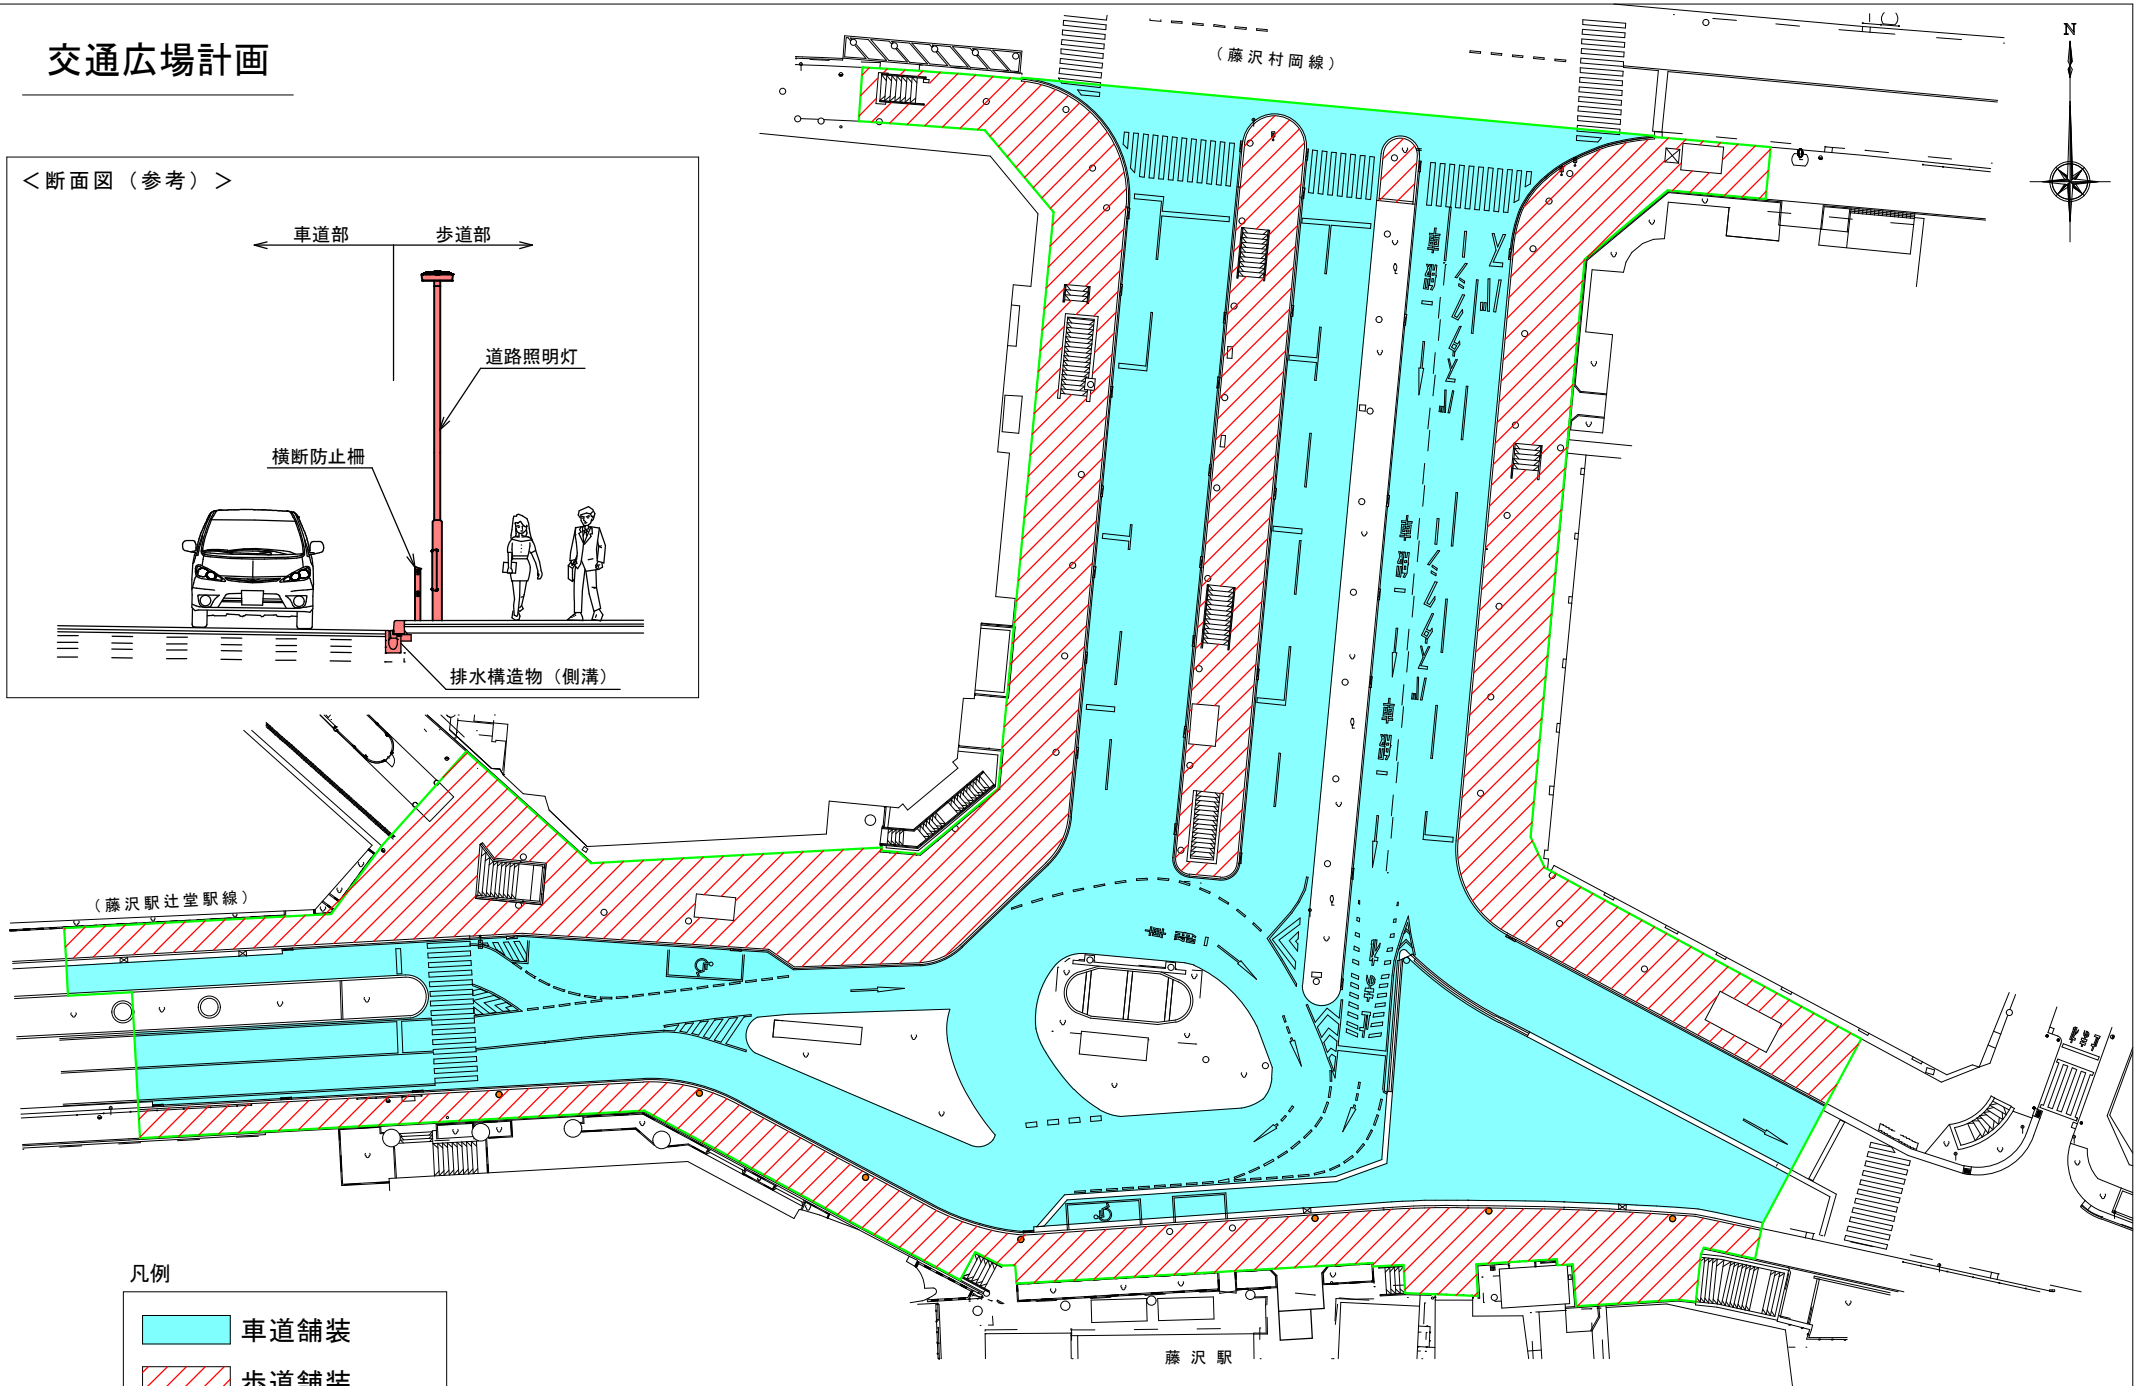 交通広場計画
＜断面図（参考）＞
車道部
歩道部
道路照明灯
横断防止柵
排水構造物（側溝）
（藤沢村岡線）
N
（藤沢駅辻堂駅線）
藤沢駅
凡例
車道舗装
歩道舗装